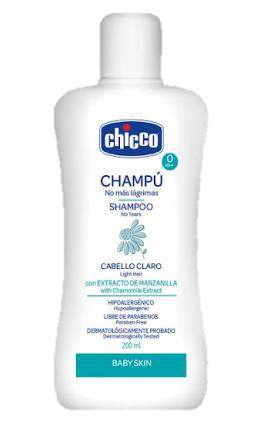 chicco
0
CHAMPÚ
No más lágrimas
SHAMPOO
No Tears
CABELLO CLARO
Light Hair
con EXTRACTO DE MANZANILLA
with Chamomile Extract
HIPOALERGÉNICO
Hypoallergenic
LIBRE DE PARABENOS
Paraben Free
DERMATOLÓGICAMENTE PROBADO
Dermatologically Tested
200 ml
BABY SKIN